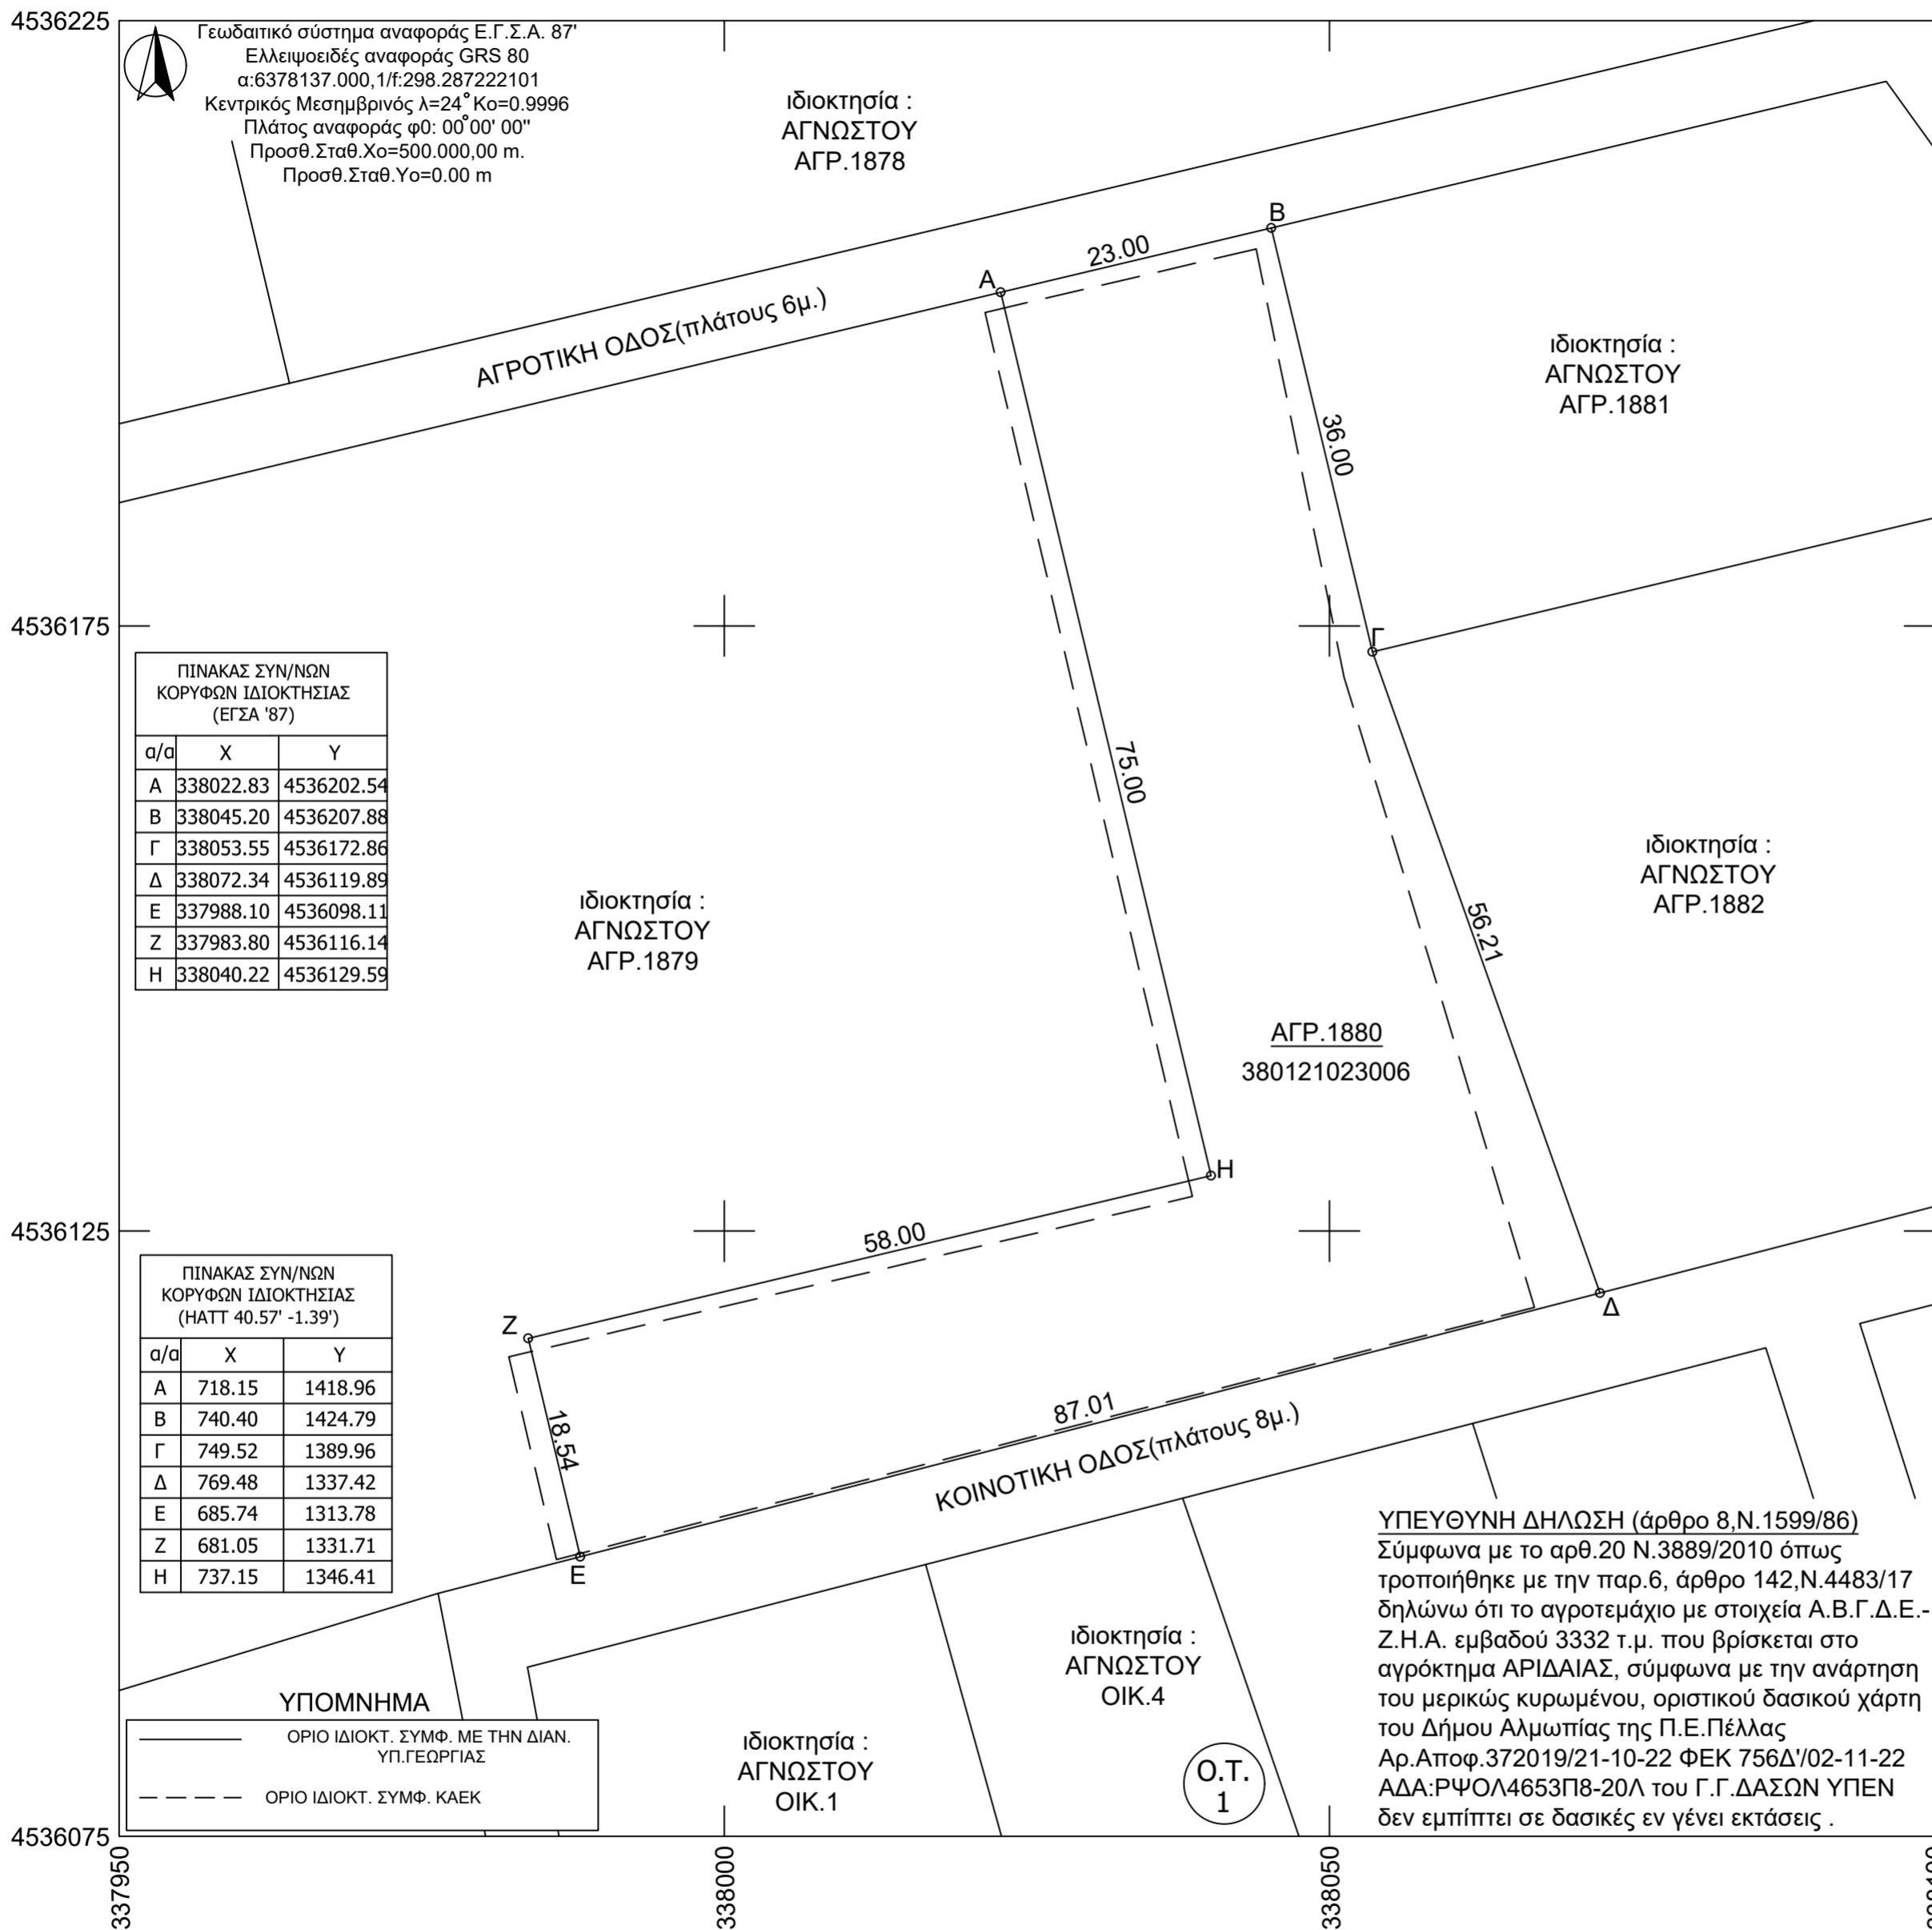 4536225
Γεωδαιτικό σύστημα αναφοράς Ε.Γ.Σ.Α. 87'
Ελλειψοειδές αναφοράς GRS 80
α:6378137.000,1/f:298.287222101
Κεντρικός Μεσημβρινός λ=24° Κο=0.9996
Πλάτος αναφοράς φ0: 00°00' 00''
Προσθ.Σταθ.Χο=500.000,00 m.
Προσθ.Σταθ.Υο=0.00 m
ιδιοκτησία :
ΑΓΝΩΣΤΟΥ
ΑΓΡ.1878
Β
23.00
Α
ΑΓΡΟΤΙΚΗ ΟΔΟΣ(πλάτους 6μ.)
ιδιοκτησία :
ΑΓΝΩΣΤΟΥ
ΑΓΡ.1881
36.00
4536175
Γ
ΠΙΝΑΚΑΣ ΣΥΝ/ΝΩΝ
ΚΟΡΥΦΩΝ ΙΔΙΟΚΤΗΣΙΑΣ
(ΕΓΣΑ '87)
α/α X Y
Α 338022.83 4536202.54
Β 338045.20 4536207.88
Γ 338053.55 4536172.86
Δ 338072.34 4536119.89
Ε 337988.10 4536098.11
Ζ 337983.80 4536116.14
Η 338040.22 4536129.59
75.00
ιδιοκτησία :
ΑΓΝΩΣΤΟΥ
ΑΓΡ.1882
ιδιοκτησία :
ΑΓΝΩΣΤΟΥ
ΑΓΡ.1879
56.21
ΑΓΡ.1880
380121023006
Η
4536125
58.00
Ζ
Δ
ΠΙΝΑΚΑΣ ΣΥΝ/ΝΩΝ
ΚΟΡΥΦΩΝ ΙΔΙΟΚΤΗΣΙΑΣ
(HATT 40.57' -1.39')
α/α X Y
Α 718.15 1418.96
Β 740.40 1424.79
Γ 749.52 1389.96
Δ 769.48 1337.42
Ε 685.74 1313.78
Ζ 681.05 1331.71
Η 737.15 1346.41
18.54
87.01
ΚΟΙΝΟΤΙΚΗ ΟΔΟΣ(πλάτους 8μ.)
Ε
ΥΠΕΥΘΥΝΗ ΔΗΛΩΣΗ (άρθρο 8,Ν.1599/86)
Σύμφωνα με το αρθ.20 Ν.3889/2010 όπως
τροποιήθηκε με την παρ.6, άρθρο 142,Ν.4483/17
δηλώνω ότι το αγροτεμάχιο με στοιχεία Α.Β.Γ.Δ.Ε.-
Ζ.Η.Α. εμβαδού 3332 τ.μ. που βρίσκεται στο
αγρόκτημα ΑΡΙΔΑΙΑΣ, σύμφωνα με την ανάρτηση
του μερικώς κυρωμένου, οριστικού δασικού χάρτη
του Δήμου Αλμωπίας της Π.Ε.Πέλλας
Αρ.Αποφ.372019/21-10-22 ΦΕΚ 756Δ'/02-11-22
ΑΔΑ:ΡΨΟΛ4653Π8-20Λ του Γ.Γ.ΔΑΣΩΝ ΥΠΕΝ
δεν εμπίπτει σε δασικές εν γένει εκτάσεις .
ιδιοκτησία :
ΑΓΝΩΣΤΟΥ
ΟΙΚ.4
ΥΠΟΜΝΗΜΑ
ΟΡΙΟ ΙΔΙΟΚΤ. ΣΥΜΦ. ΜΕ ΤΗΝ ΔΙΑΝ.
ΥΠ.ΓΕΩΡΓΙΑΣ
ΟΡΙΟ ΙΔΙΟΚΤ. ΣΥΜΦ. ΚΑΕΚ
ιδιοκτησία :
ΑΓΝΩΣΤΟΥ
ΟΙΚ.1
Ο.Τ.
1
4536075
337950
338000
338050